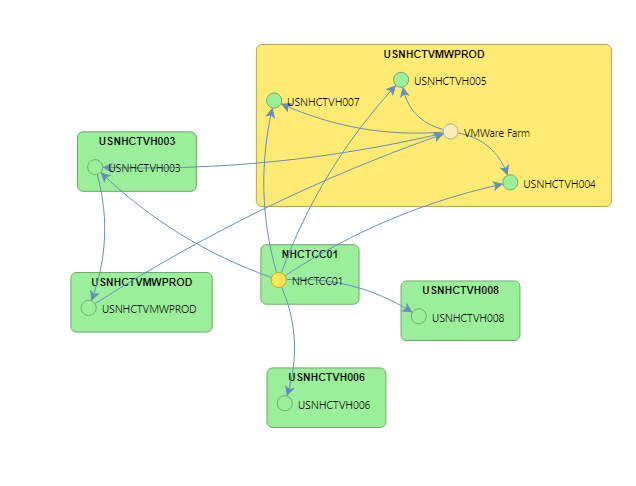 USNHCTVMWPROD
USNHCTVH005
USNHCTVH007
VMWare Farm
USNHCTVH003
USNHCTVH003
USNHCTVH004
NHCTCC01
NHCTCC01
USNHCTVMWPROD
USNHCTVMWPROD
USNHCTVH008
USNHCTVH008
USNHCTVH006
USNHCTVH006